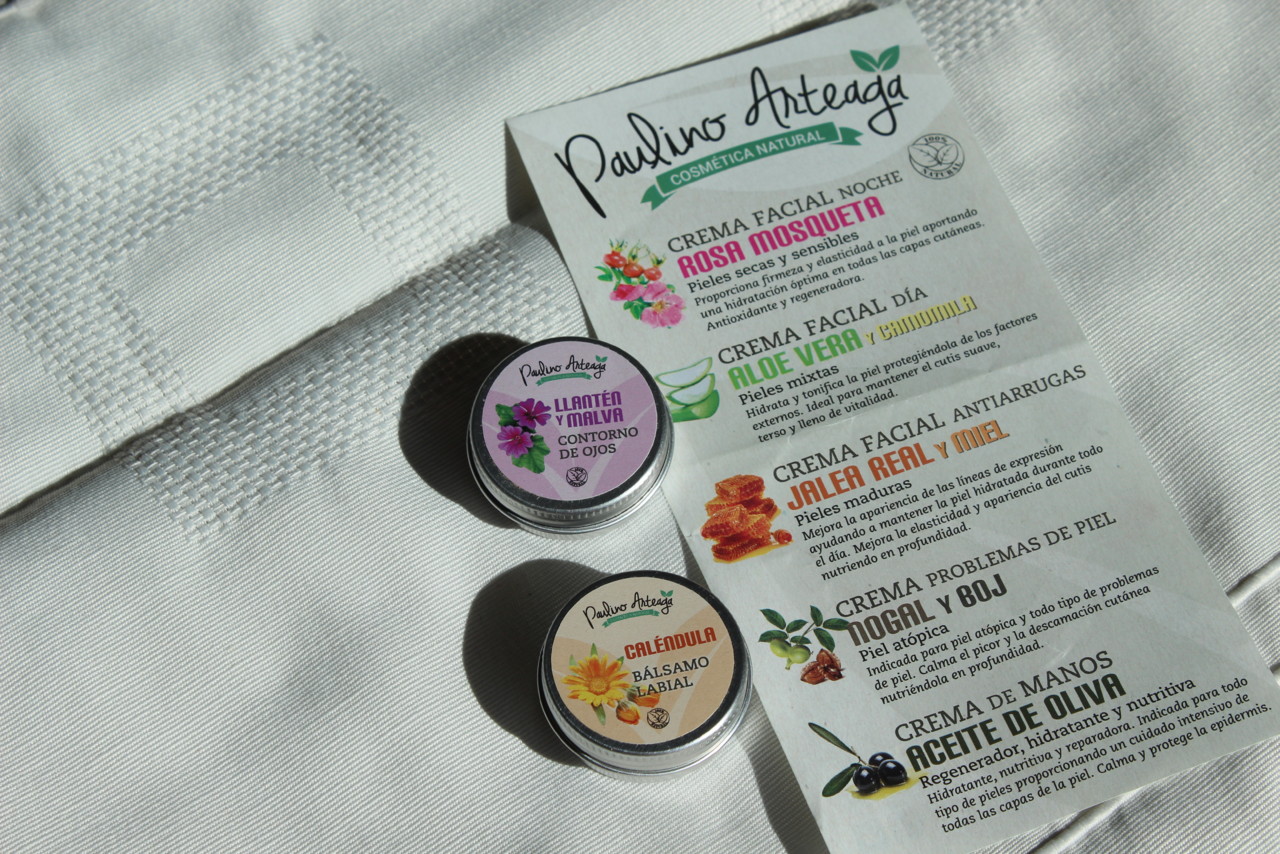 Paulino Arteaga
COSMÉTICA NATURAL
100%
NATURAL
CREMA FACIAL NOCHE
ROSA MOSQUETA
Pieles secas y sensibles
Proporciona firmeza y elasticidad a la piel aportando
una hidratación óptima en todas las capas cutáneas.
Antioxidante y regeneradora.
CREMA FACIAL DÍA
ALOE VERA Y CAMOMILA
Pieles mixtas
Hidrata y tonifica la piel protegiéndola de los factores
externos. Ideal para mantener el cutis suave,
terso y lleno de vitalidad.
CREMA FACIAL ANTIARRUGAS
JALEA REAL Y MIEL
Pieles maduras
Mejora la apariencia de las líneas de expresión
ayudando a mantener la piel hidratada durante todo
el día. Mejora la elasticidad y apariencia del cutis
nutriendo en profundidad.
CREMA PROBLEMAS DE PIEL
NOGAL Y BOJ
Piel atópica
Indicada para piel atópica y todo tipo de problemas
de piel. Calma el picor y la descamación cutánea
nutriéndola en profundidad.
CREMA DE MANOS
ACEITE DE OLIVA
Regenerador, hidratante y nutritiva
Hidratante, nutritiva y reparadora. Indicada para todo
tipo de pieles proporcionando un cuidado intensivo de
todas las capas de la piel. Calma y protege la epidermis.
Paulino Arteaga
LLANTÉN
Y MALVA
CONTORNO
DE OJOS
Paulino Arteaga
CALÉNDULA
BÁLSAMO
LABIAL